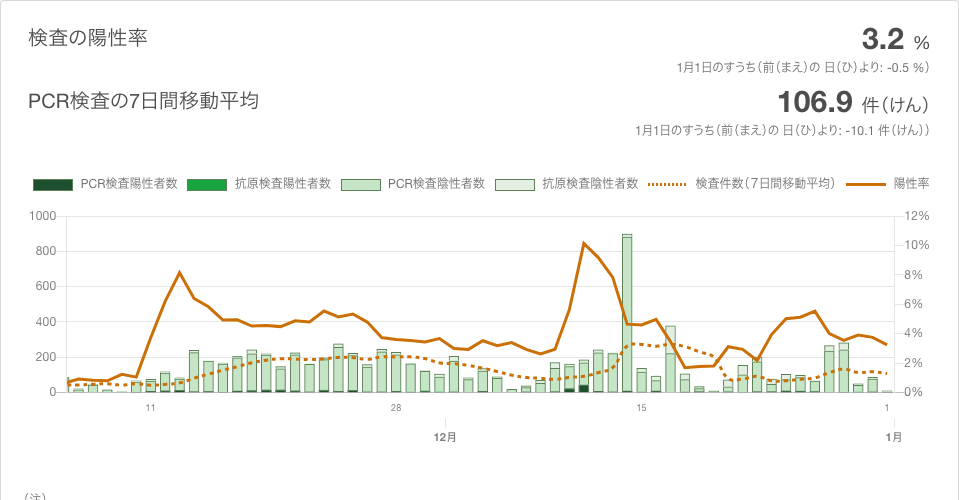 検査の陽性率
3.2 %
1月1日のすうち（前（まえ）の 日（ひ）より: -0.5 %）
PCR検査の7日間移動平均
106.9 件（けん）
1月1日のすうち（前（まえ）の 日（ひ）より: -10.1 件（けん））
PCR検査陽性者数 抗原検査陽性者数 PCR検査陰性者数 抗原検査陰性者数 検査件数（7日間移動平均） 陽性率
1000 12%
10%
800
8%
600
6%
400
4%
200
2%
0 0%
11 28 15 1
12月 1月
（注）